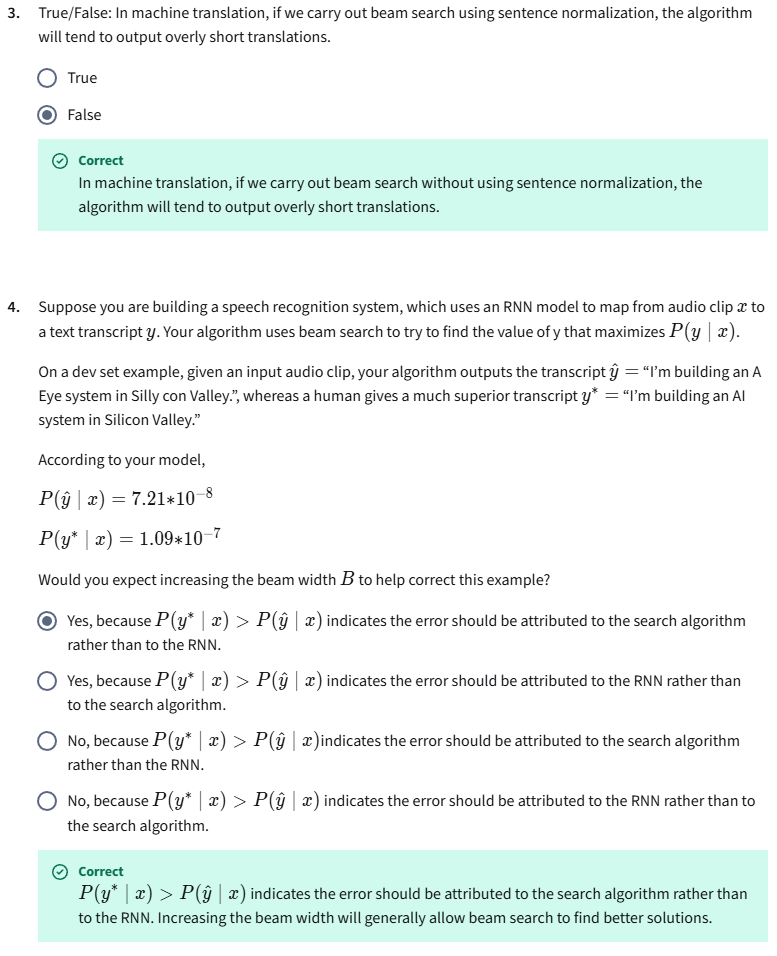 3. True/False: In machine translation, if we carry out beam search using sentence normalization, the algorithm
will tend to output overly short translations.
True
False
Correct
In machine translation, if we carry out beam search without using sentence normalization, the
algorithm will tend to output overly short translations.
4. Suppose you are building a speech recognition system, which uses an RNN model to map from audio clip x to
a text transcript y. Your algorithm uses beam search to try to find the value of y that maximizes P(y | x).
On a dev set example, given an input audio clip, your algorithm outputs the transcript ŷ = “I’m building an A
Eye system in Silly con Valley.”, whereas a human gives a much superior transcript y* = “I’m building an AI
system in Silicon Valley.”
According to your model,
P(ŷ | x) = 7.21∗10⁻⁸
P(y* | x) = 1.09∗10⁻⁷
Would you expect increasing the beam width B to help correct this example?
Yes, because P(y* | x) > P(ŷ | x) indicates the error should be attributed to the search algorithm
rather than to the RNN.
Yes, because P(y* | x) > P(ŷ | x) indicates the error should be attributed to the RNN rather than
to the search algorithm.
No, because P(y* | x) > P(ŷ | x)indicates the error should be attributed to the search algorithm
rather than the RNN.
No, because P(y* | x) > P(ŷ | x) indicates the error should be attributed to the RNN rather than to
the search algorithm.
Correct
P(y* | x) > P(ŷ | x) indicates the error should be attributed to the search algorithm rather than
to the RNN. Increasing the beam width will generally allow beam search to find better solutions.